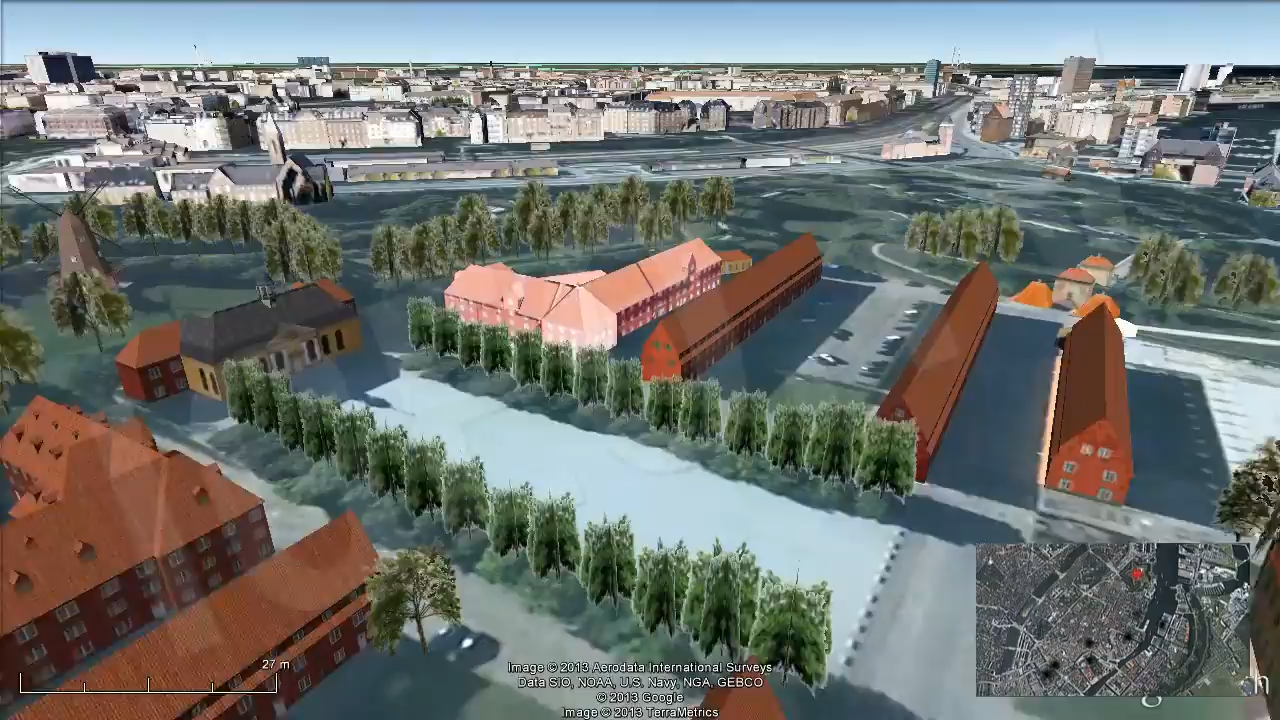 27 m
Image © 2013 Aerodata International Surveys
Data SIO, NOAA, U.S. Navy, NGA, GEBCO
© 2013 Google
Image © 2013 TerraMetrics